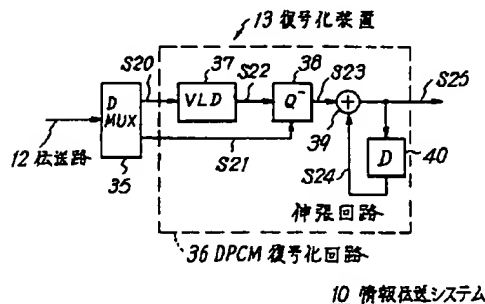 13 復号化装置
37
38
S20
S22
S23
S25
D
MUX
VLD
Q⁻
+
39
12 伝送路
35
S21
S24
D
40
伸張回路
36 DPCM 復号化回路
10 情報伝送システム